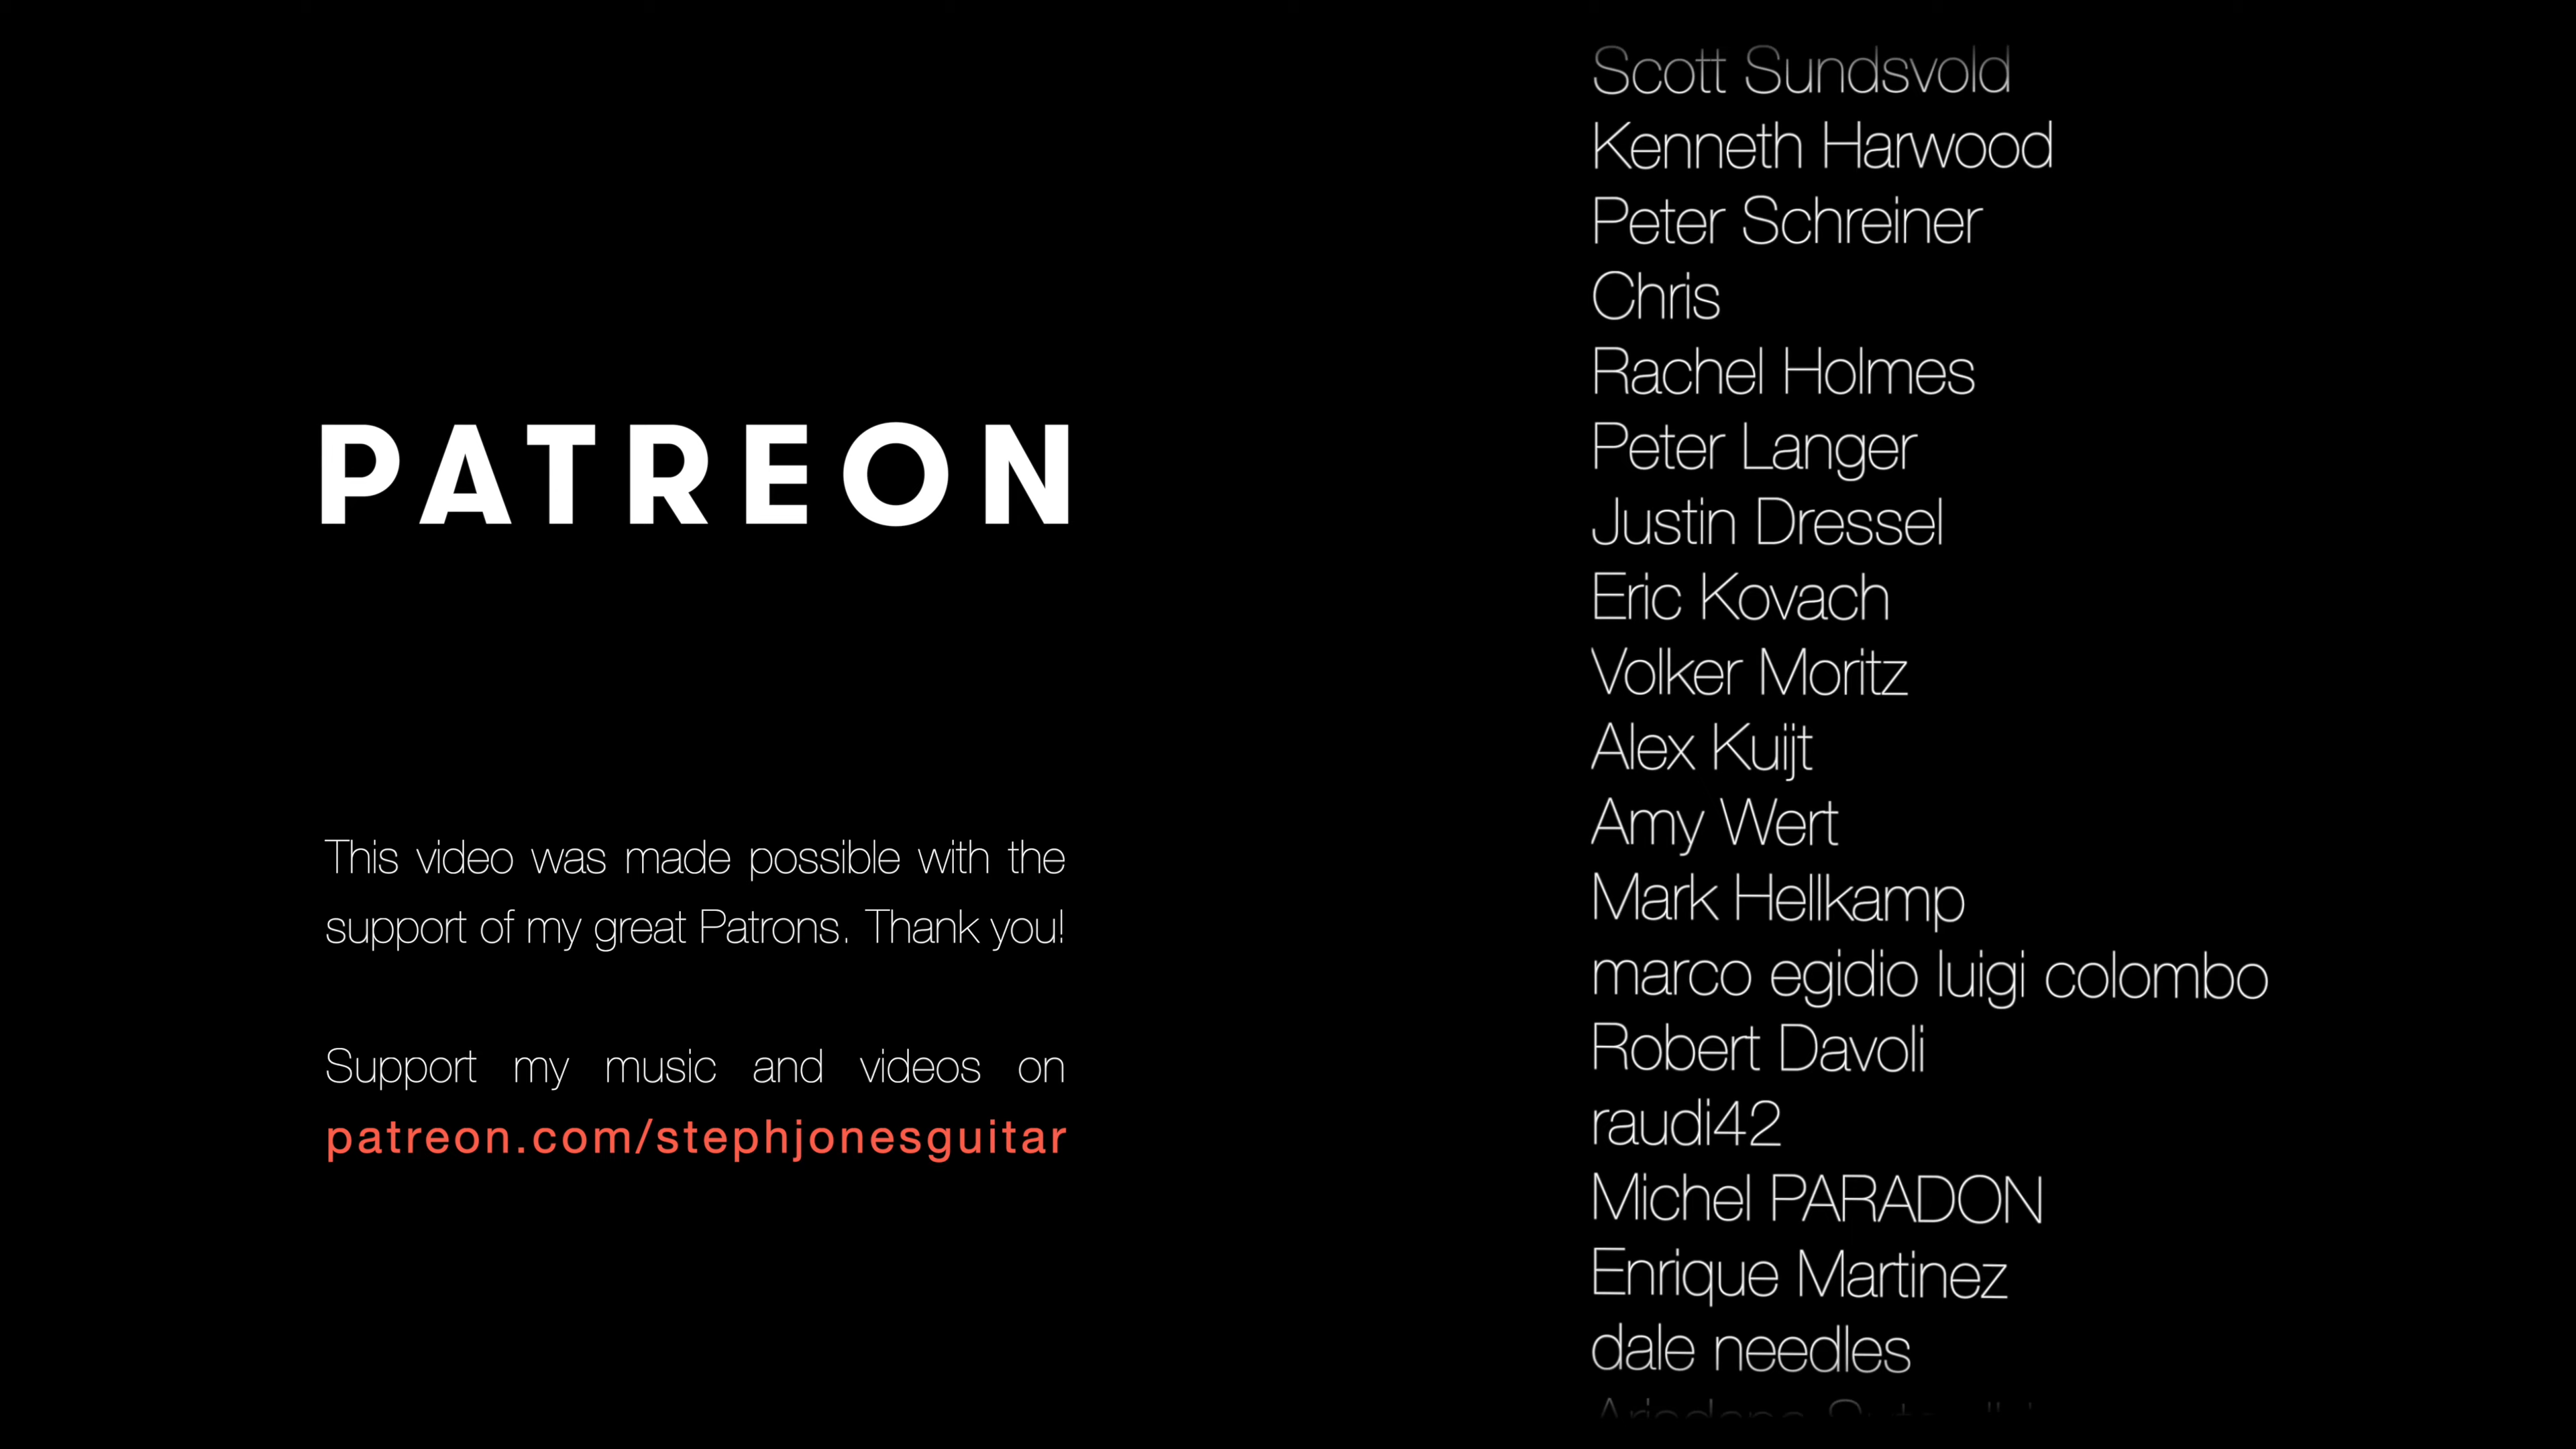 PATREON
This video was made possible with the
support of my great Patrons. Thank you!
Support my music and videos on
patreon.com/stephjonesguitar
Scott Sundsvold
Kenneth Harwood
Peter Schreiner
Chris
Rachel Holmes
Peter Langer
Justin Dressel
Eric Kovach
Volker Moritz
Alex Kuijt
Amy Wert
Mark Hellkamp
marco egidio luigi colombo
Robert Davoli
raudi42
Michel PARADON
Enrique Martinez
dale needles